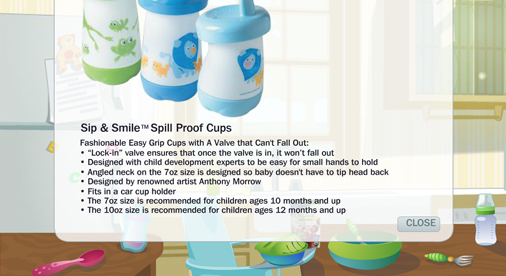 Sip & Smile™ Spill Proof Cups
Fashionable Easy Grip Cups with A Valve that Can't Fall Out:
• "Lock-in" valve ensures that once the valve is in, it won't fall out
• Designed with child development experts to be easy for small hands to hold
• Angled neck on the 7oz size is designed so baby doesn't have to tip head back
• Designed by renowned artist Anthony Morrow
• Fits in a car cup holder
• The 7oz size is recommended for children ages 10 months and up
• The 10oz size is recommended for children ages 12 months and up
CLOSE